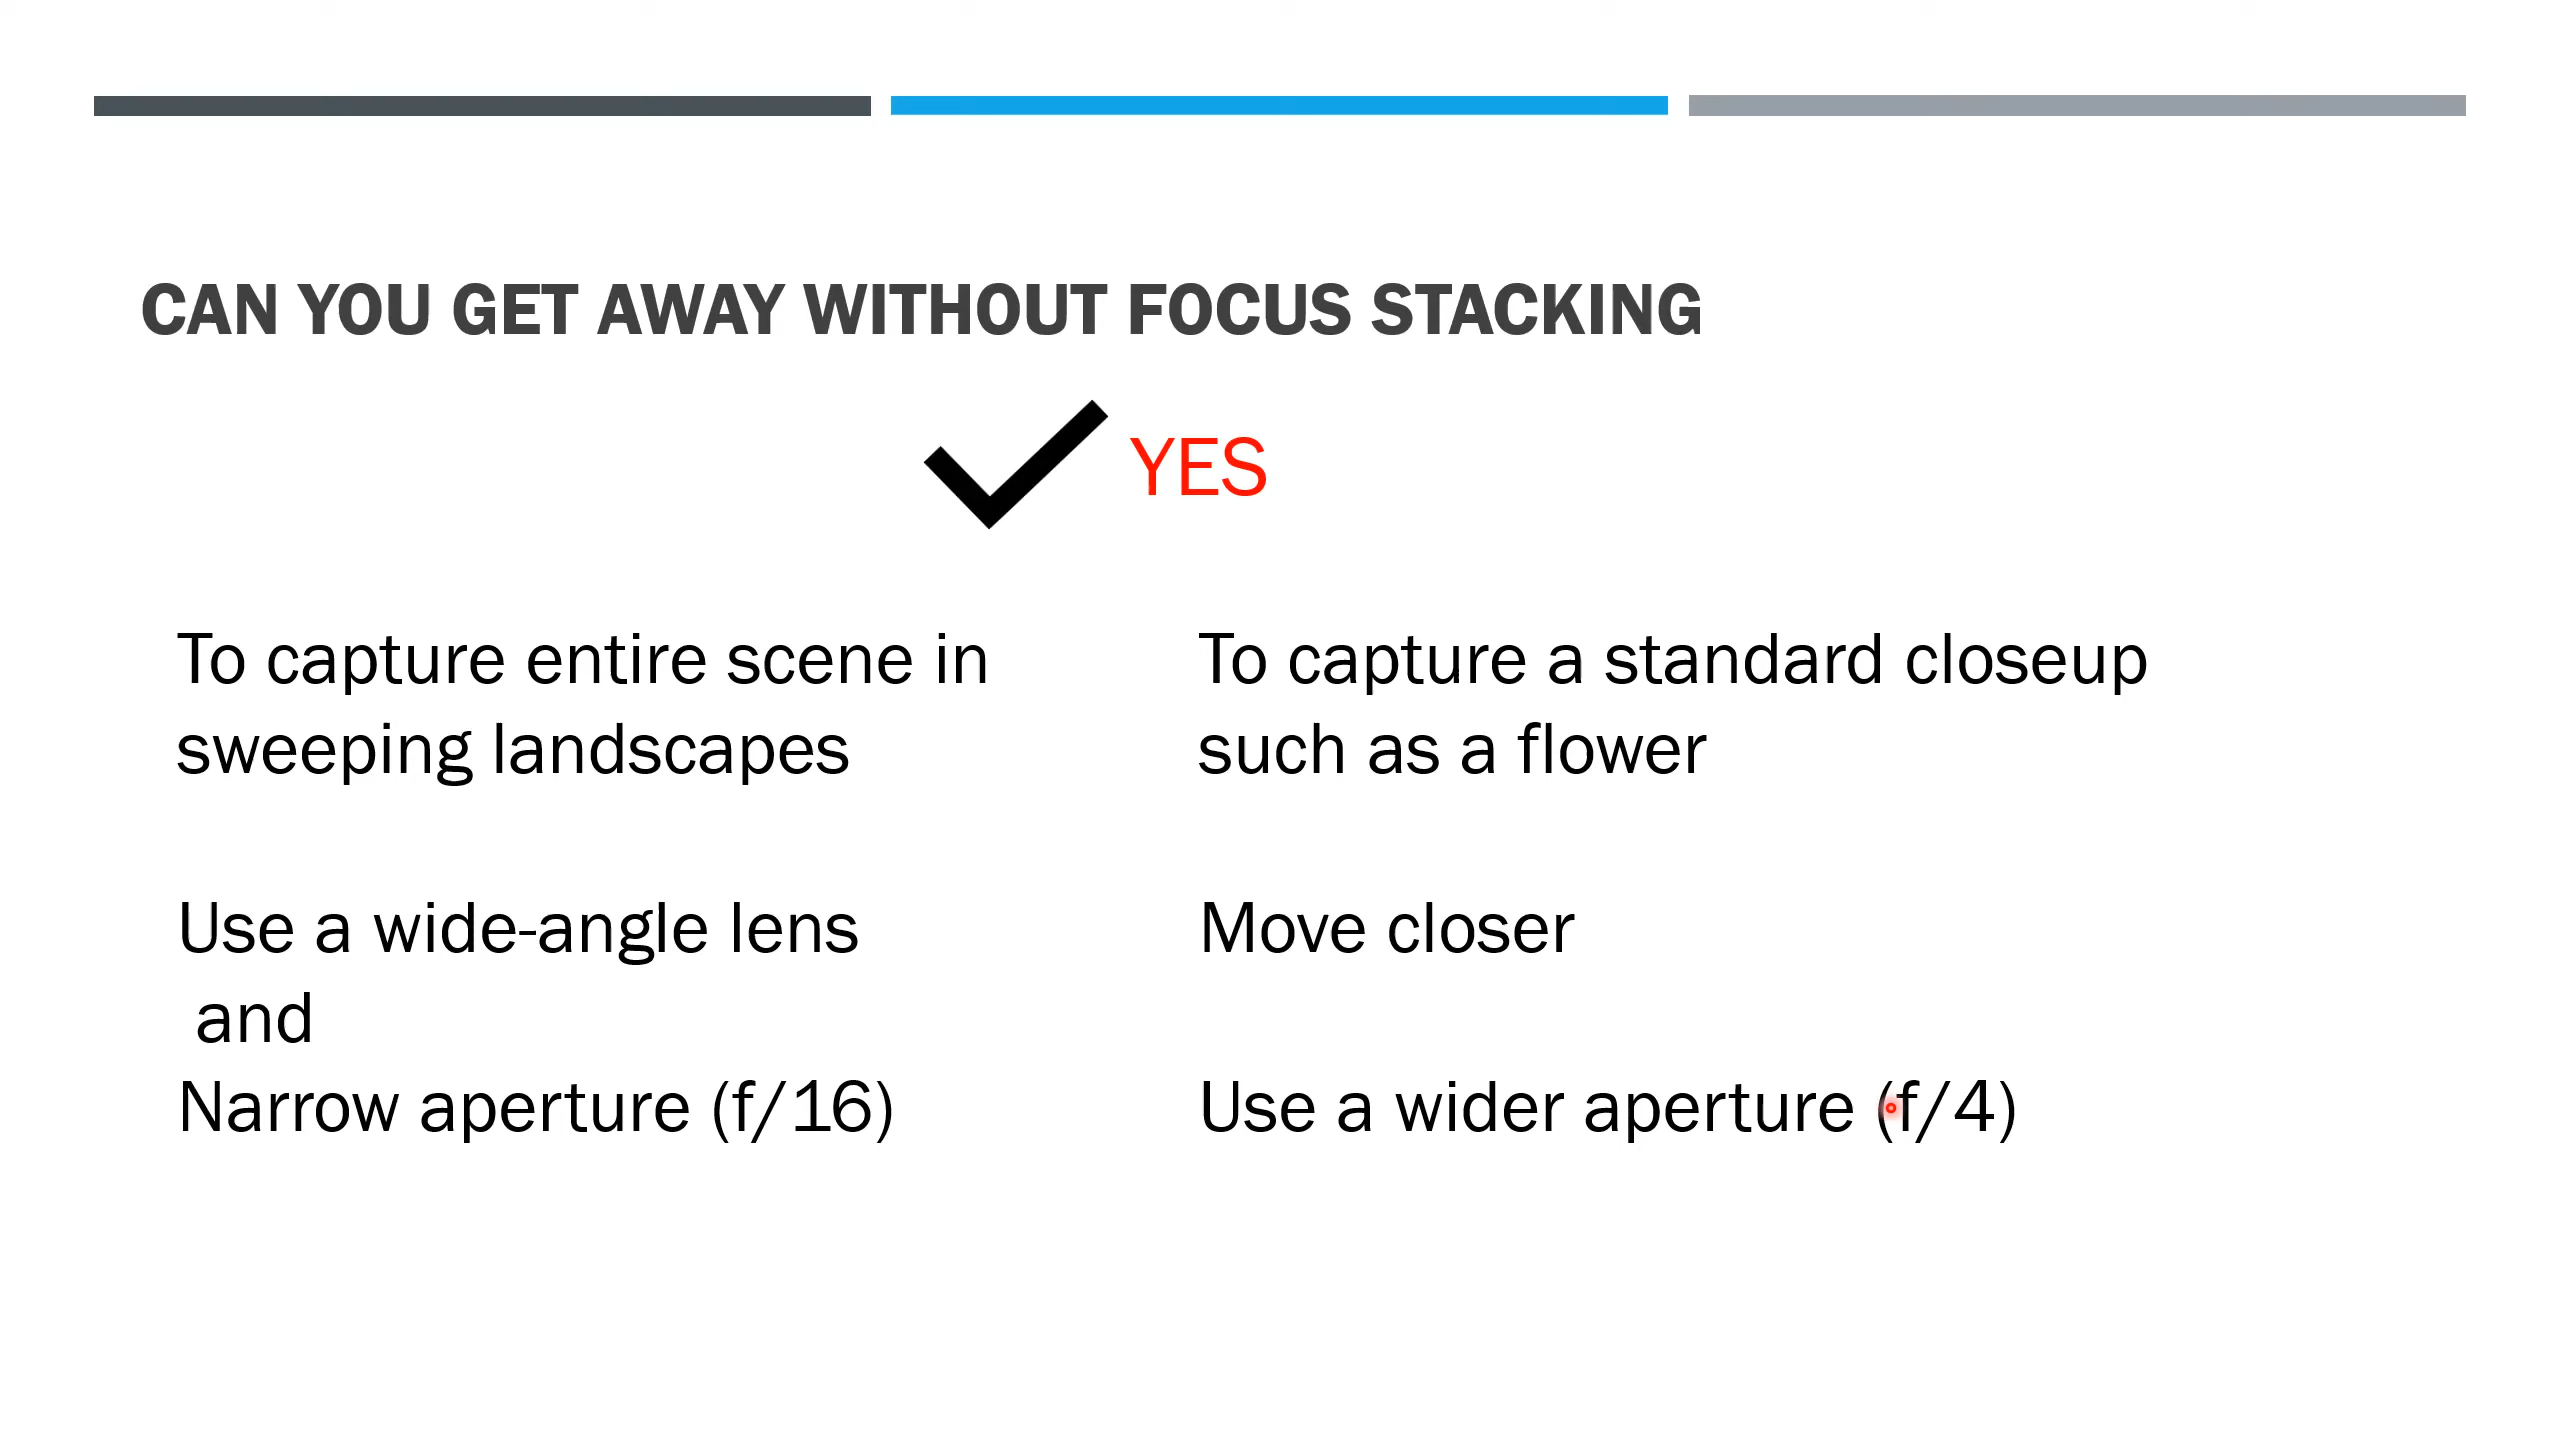 CAN YOU GET AWAY WITHOUT FOCUS STACKING
YES
To capture entire scene in
sweeping landscapes
Use a wide-angle lens
and
Narrow aperture (f/16)
To capture a standard closeup
such as a flower
Move closer
Use a wider aperture (f/4)